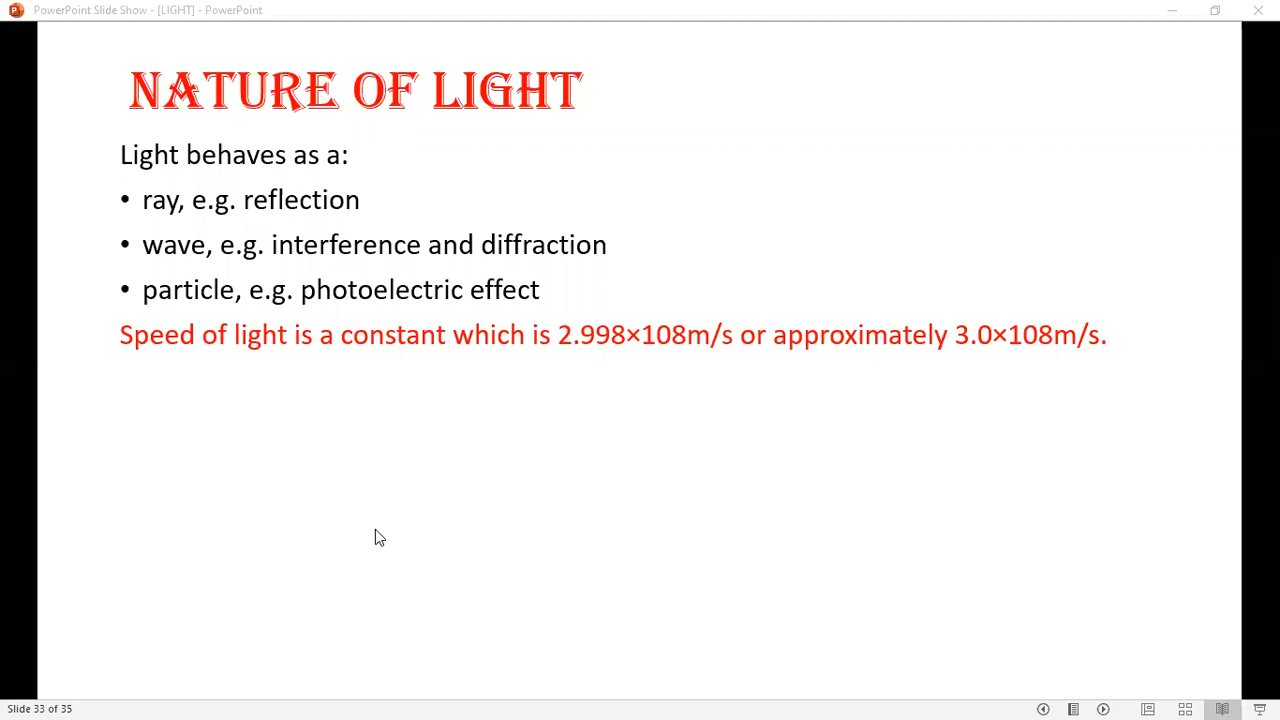 PowerPoint Slide Show - [LIGHT] - PowerPoint
NATURE OF LIGHT
Light behaves as a:
• ray, e.g. reflection
• wave, e.g. interference and diffraction
• particle, e.g. photoelectric effect
Speed of light is a constant which is 2.998×108m/s or approximately 3.0×108m/s.
Slide 33 of 35